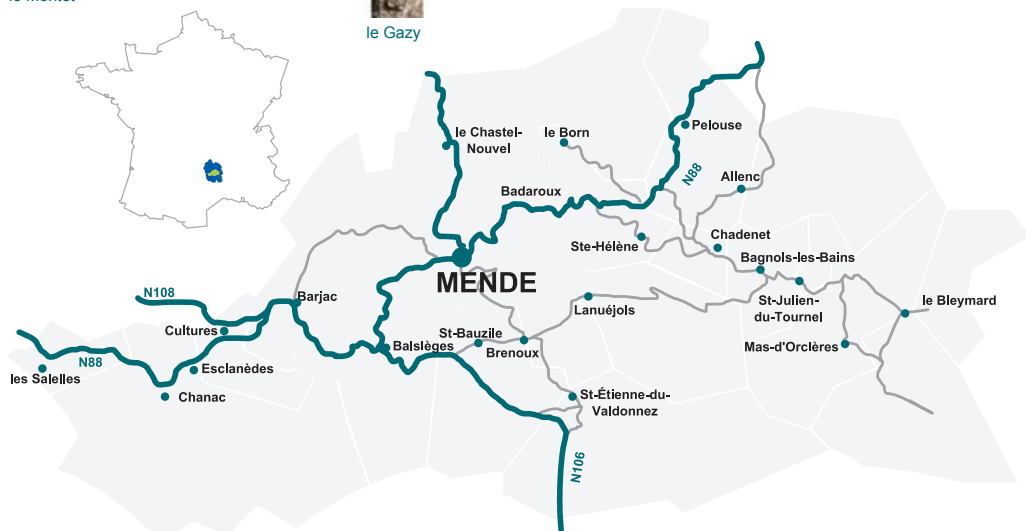 le Gazy
le Chastel-
Nouvel
le Born
Pelouse
N88
Allenc
Badaroux
Ste-Hélène
Chadenet
Bagnols-les-Bains
MENDE
St-Julien-
du-Tournel
le Bleymard
N108
Barjac
Lanuéjols
Cultures
St-Bauzile
Brenoux
Balslèges
Mas-d'Orclères
N88
les Salelles
Esclanèdes
Chanac
St-Étienne-du-
Valdonnez
N106